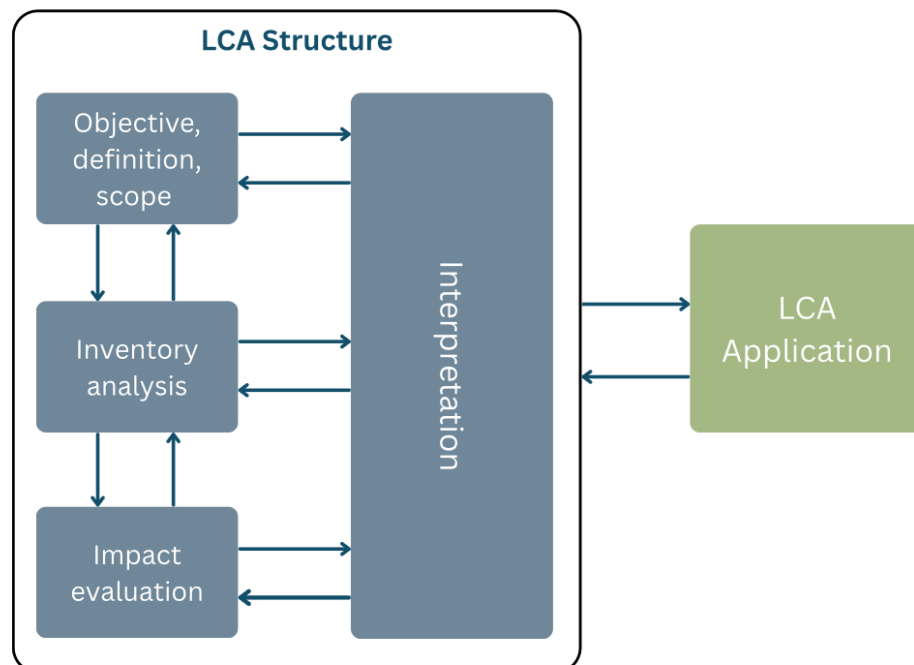 LCA Structure
Objective,
definition,
scope
Inventory
analysis
Impact
evaluation
Interpretation
LCA
Application